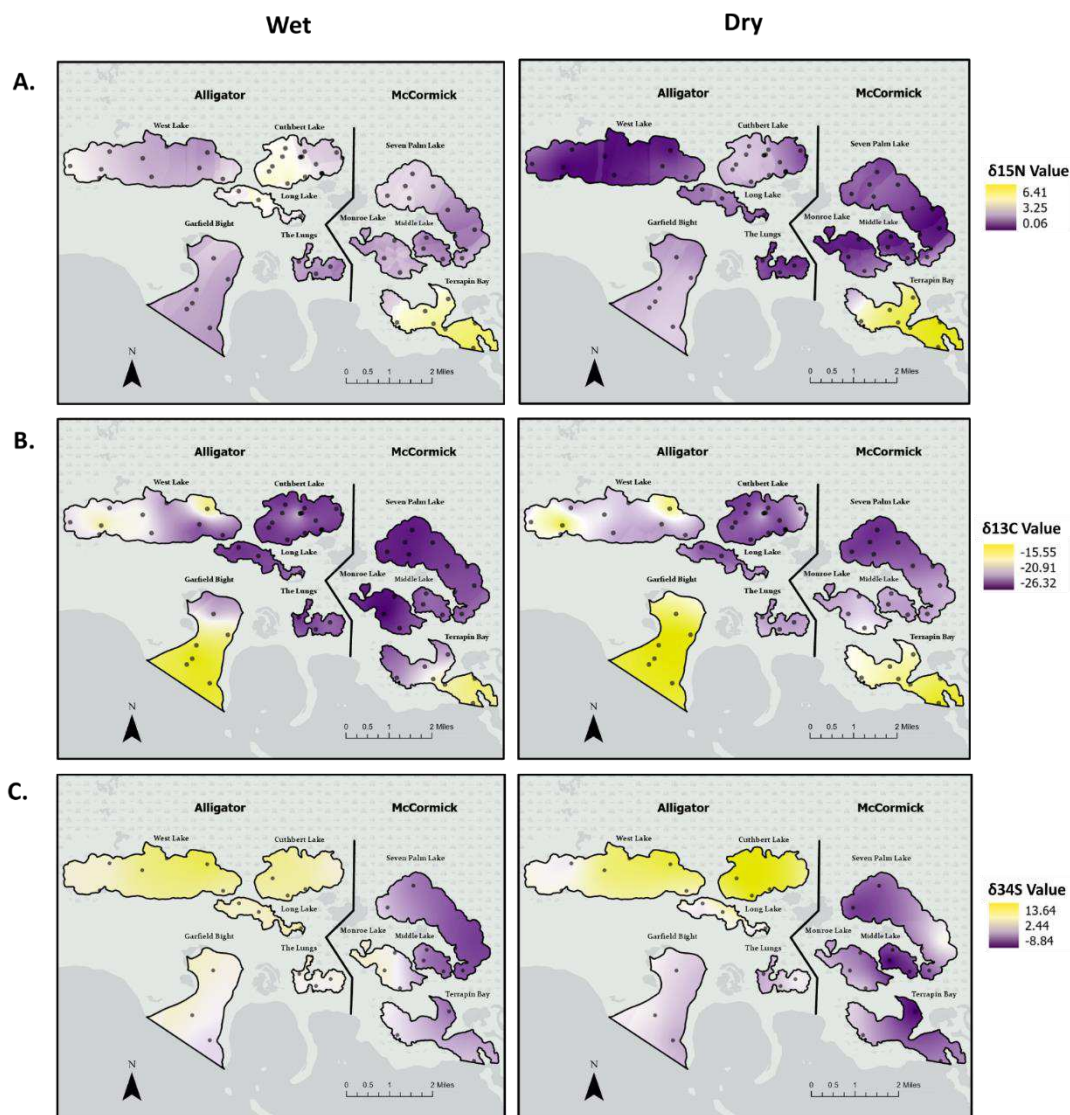 Wet
Dry
A.
Alligator
McCormick
West Lake
Cuthbert Lake
Seven Palm Lake
Long Lake
Monroe Lake
Middle Lake
Garfield Bight
The Lungs
Terrapin Bay
N
0 0.5 1 2 Miles
Alligator
McCormick
West Lake
Cuthbert Lake
Seven Palm Lake
Long Lake
Monroe Lake
Middle Lake
Garfield Bight
The Lungs
Terrapin Bay
N
0 0.5 1 2 Miles
δ15N Value
6.41
3.25
0.06
B.
Alligator
McCormick
West Lake
Cuthbert Lake
Seven Palm Lake
Long Lake
Monroe Lake
Middle Lake
Garfield Bight
The Lungs
Terrapin Bay
N
0 0.5 1 2 Miles
Alligator
McCormick
West Lake
Cuthbert Lake
Seven Palm Lake
Long Lake
Monroe Lake
Middle Lake
Garfield Bight
The Lungs
Terrapin Bay
N
0 0.5 1 2 Miles
δ13C Value
-15.55
-20.91
-26.32
C.
Alligator
McCormick
West Lake
Cuthbert Lake
Seven Palm Lake
Long Lake
Monroe Lake
Middle Lake
Garfield Bight
The Lungs
Terrapin Bay
N
0 0.5 1 2 Miles
Alligator
McCormick
West Lake
Cuthbert Lake
Seven Palm Lake
Long Lake
Monroe Lake
Middle Lake
Garfield Bight
The Lungs
Terrapin Bay
N
0 0.5 1 2 Miles
δ34S Value
13.64
2.44
-8.84